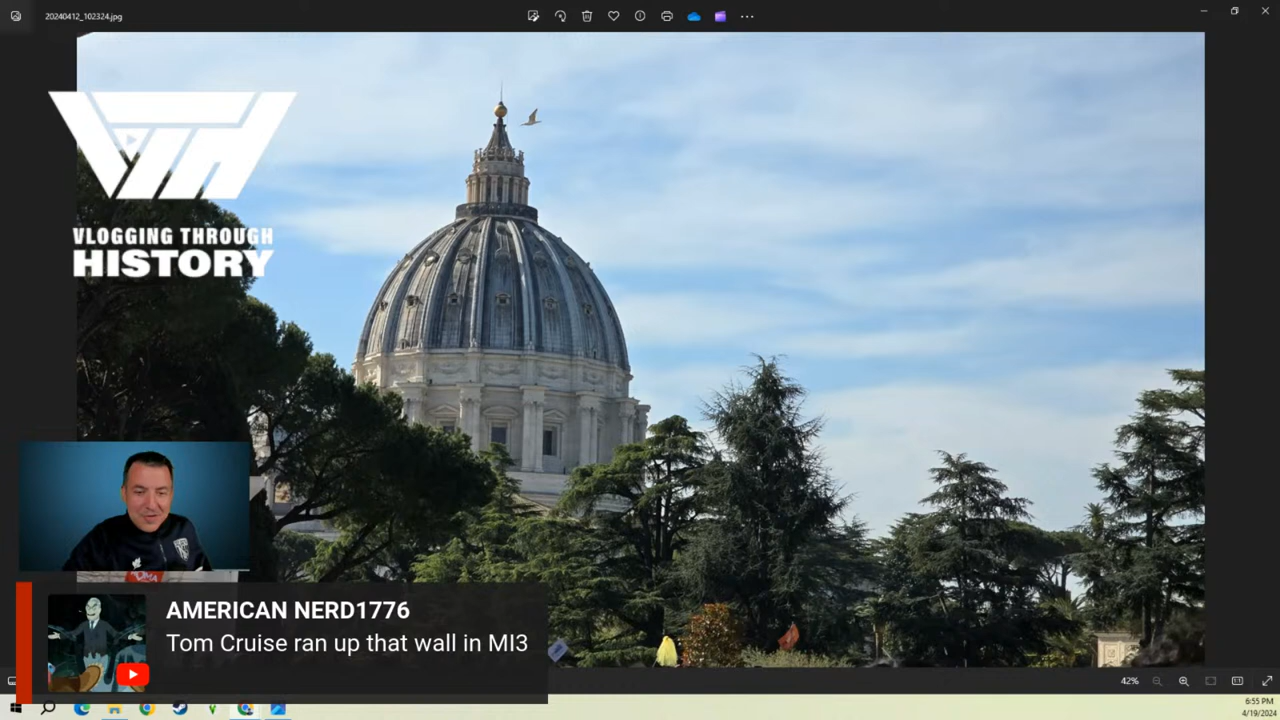 20240412_102324.jpg
VTH
VLOGGING THROUGH
HISTORY
AMERICAN NERD1776
Tom Cruise ran up that wall in MI3
42%
6:55 PM
4/19/2024